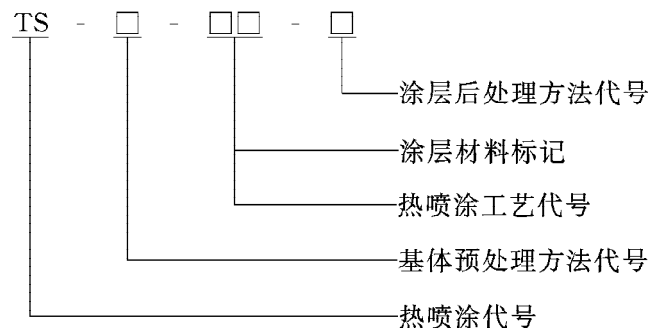 TS - □ - □□ - □
涂层后处理方法代号
涂层材料标记
热喷涂工艺代号
基体预处理方法代号
热喷涂代号